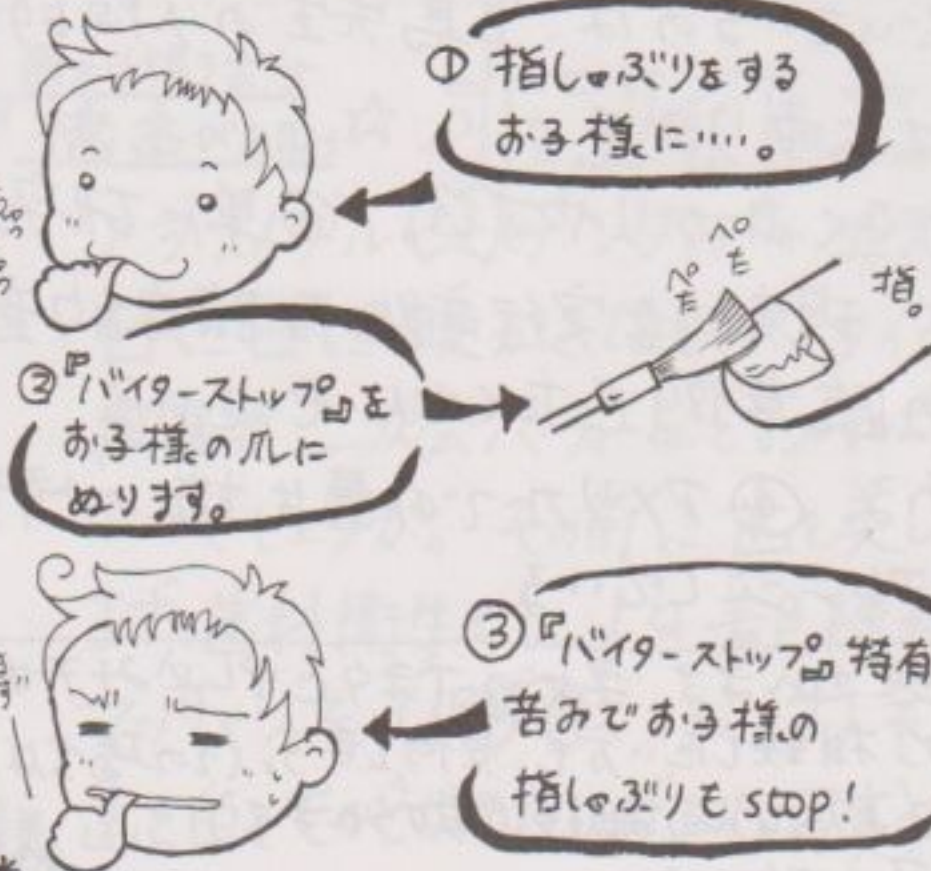 ① 指しゃぶりをする
お子様に……。
ぺた
ぺた
指。
② 『バイターストップ』を
お子様の爪に
ぬります。
③ 『バイターストップ』特有
苦みでお子様の
指しゃぶりもstop!